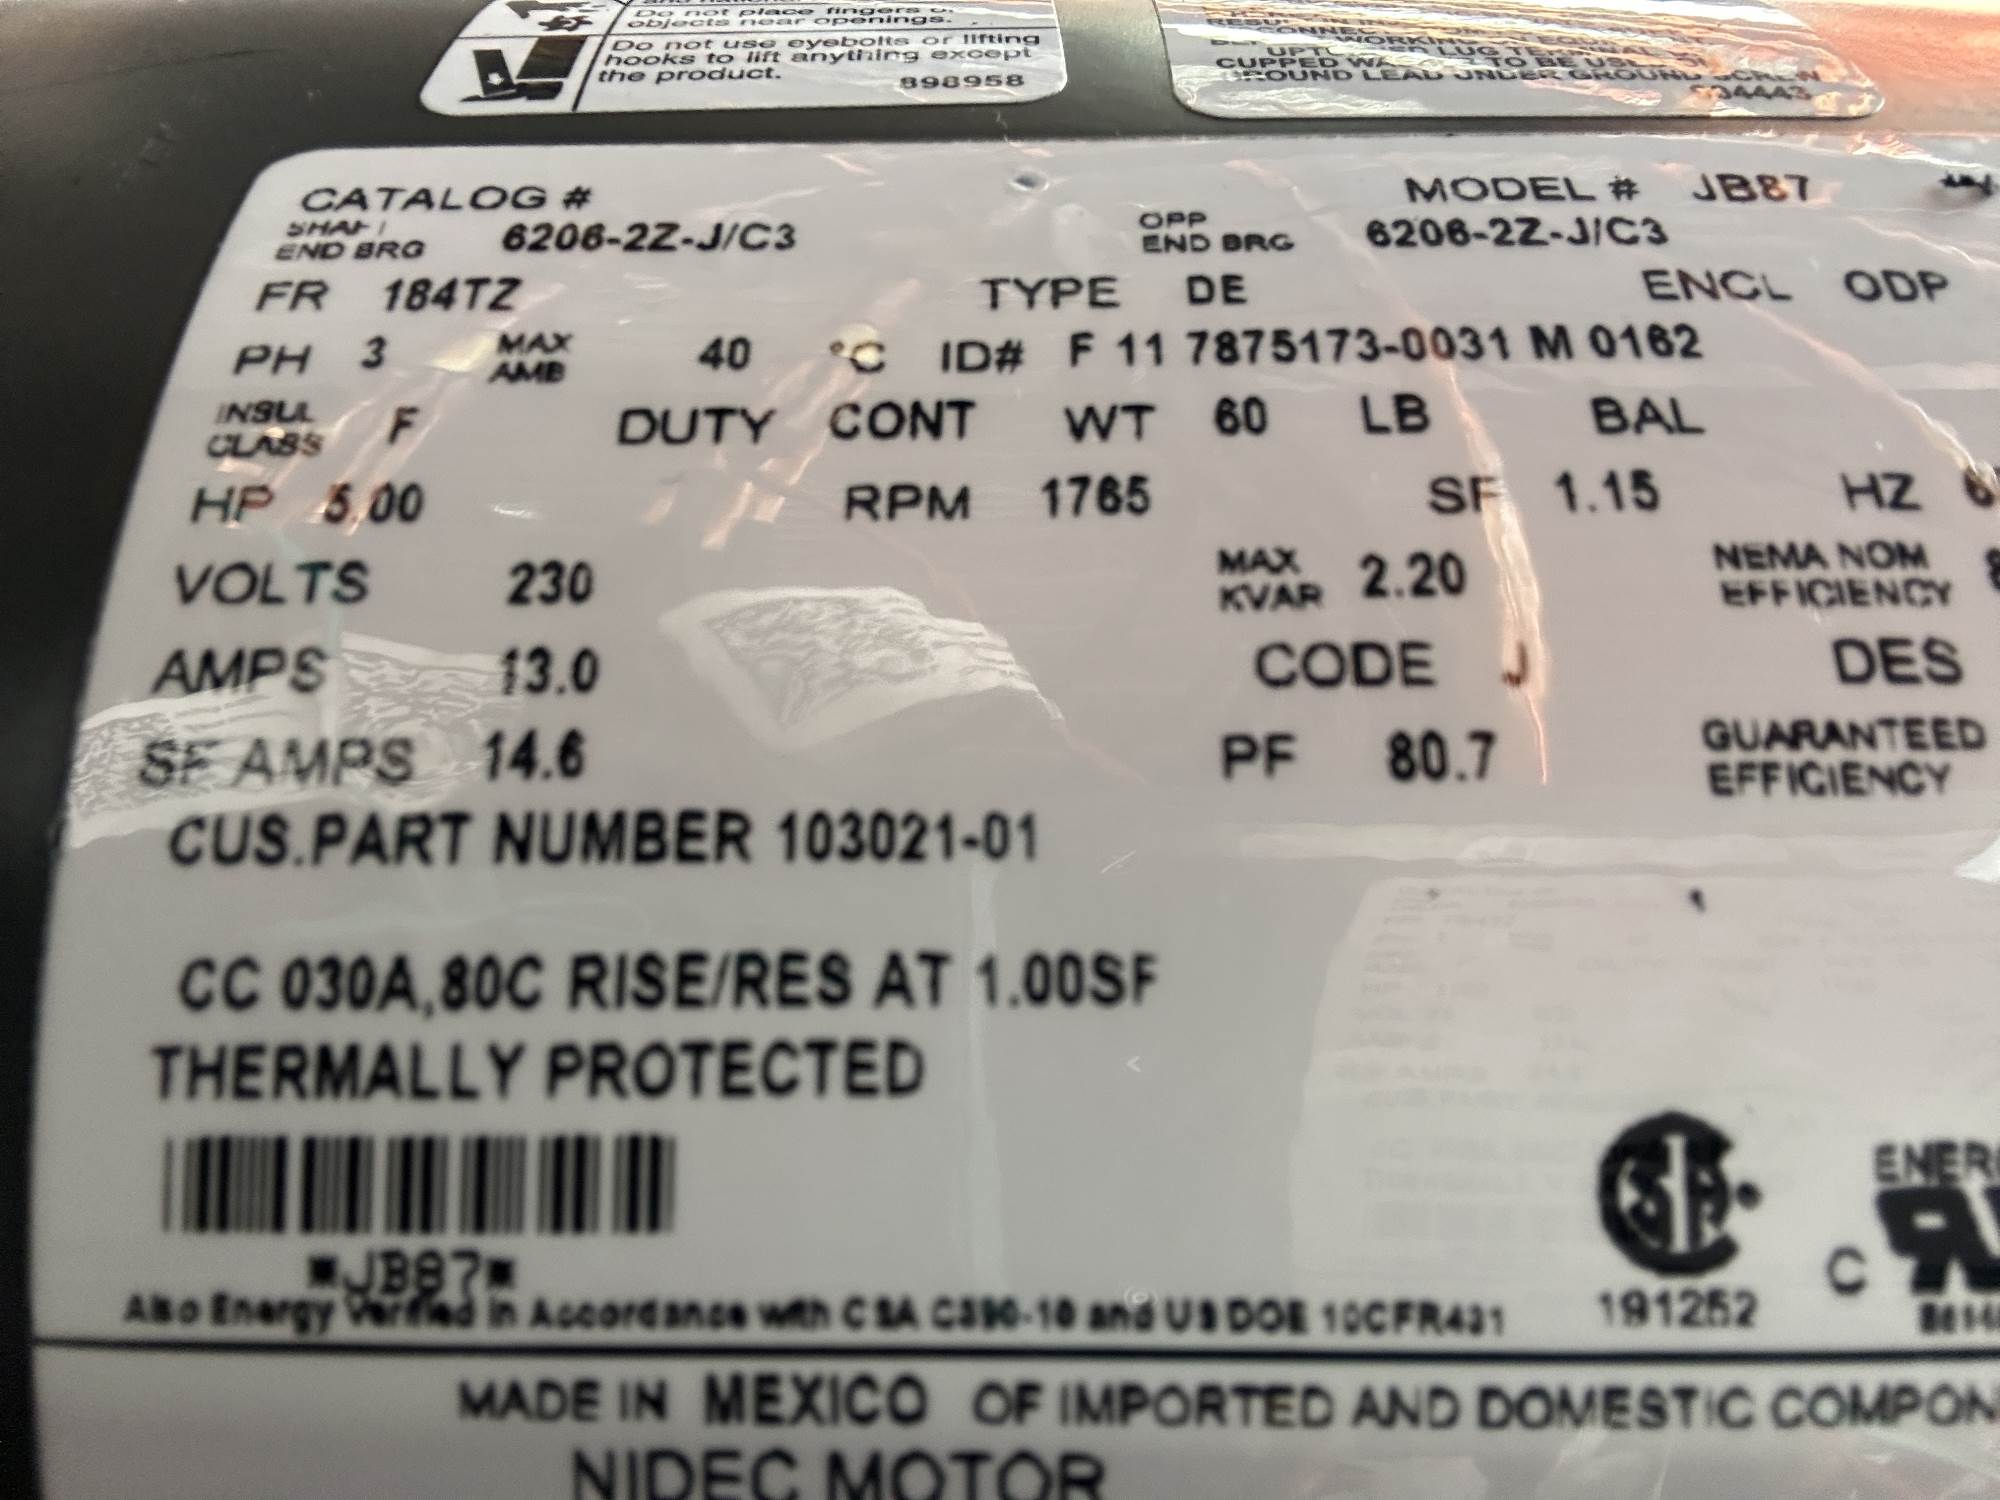 Do not place fingers
objects near openings.
Do not use eyebolts or lifting
hooks to lift anything except
the product.
898958
UPTURNED LUG TERMINAL
CUPPED TO BE
GROUND LEAD UNDER GROUND SCREW
CATALOG # MODEL # JB87
SHAFT END BRG 6206-2Z-J/C3 OPP END BRG 6206-2Z-J/C3
FR 184TZ TYPE DE ENCL ODP
PH 3 MAX AMB 40 °C ID# F 11 7875173-0031 M 0162
INSUL CLASS F DUTY CONT WT 60 LB BAL
HP 5.00 RPM 1765 SF 1.15 HZ
VOLTS 230 MAX KVAR 2.20 NEMA NOM EFFICIENCY
AMPS 13.0 CODE J DES
SF AMPS 14.6 PF 80.7 GUARANTEED EFFICIENCY
CUS.PART NUMBER 103021-01
CC 030A,80C RISE/RES AT 1.00SF
THERMALLY PROTECTED
*JB87*
Also Energy Verified in Accordance with CSA C390-10 and US DOE 10CFR431
191252
C
MADE IN MEXICO OF IMPORTED AND DOMESTIC
NIDEC MOTOR